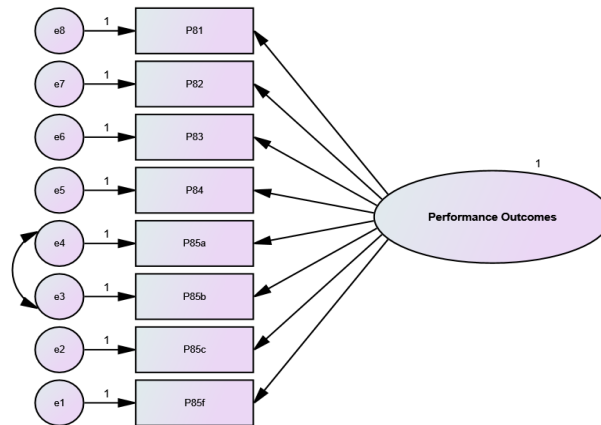 e8 1 P81
e7 1 P82
e6 1 P83
1
e5 1 P84
Performance Outcomes
e4 1 P85a
e3 1 P85b
e2 1 P85c
e1 1 P85f